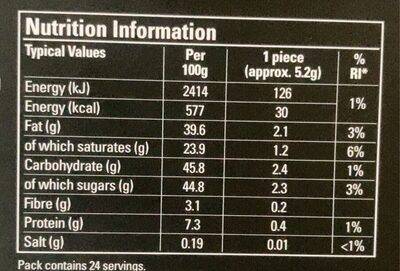 Nutrition Information
Typical Values Per 100g 1 piece (approx. 5.2g) % RI*
Energy (kJ) 2414 126 1%
Energy (kcal) 577 30
Fat (g) 39.6 2.1 3%
of which saturates (g) 23.9 1.2 6%
Carbohydrate (g) 45.8 2.4 1%
of which sugars (g) 44.8 2.3 3%
Fibre (g) 3.1 0.2
Protein (g) 7.3 0.4 1%
Salt (g) 0.19 0.01 <1%
Pack contains 24 servings.